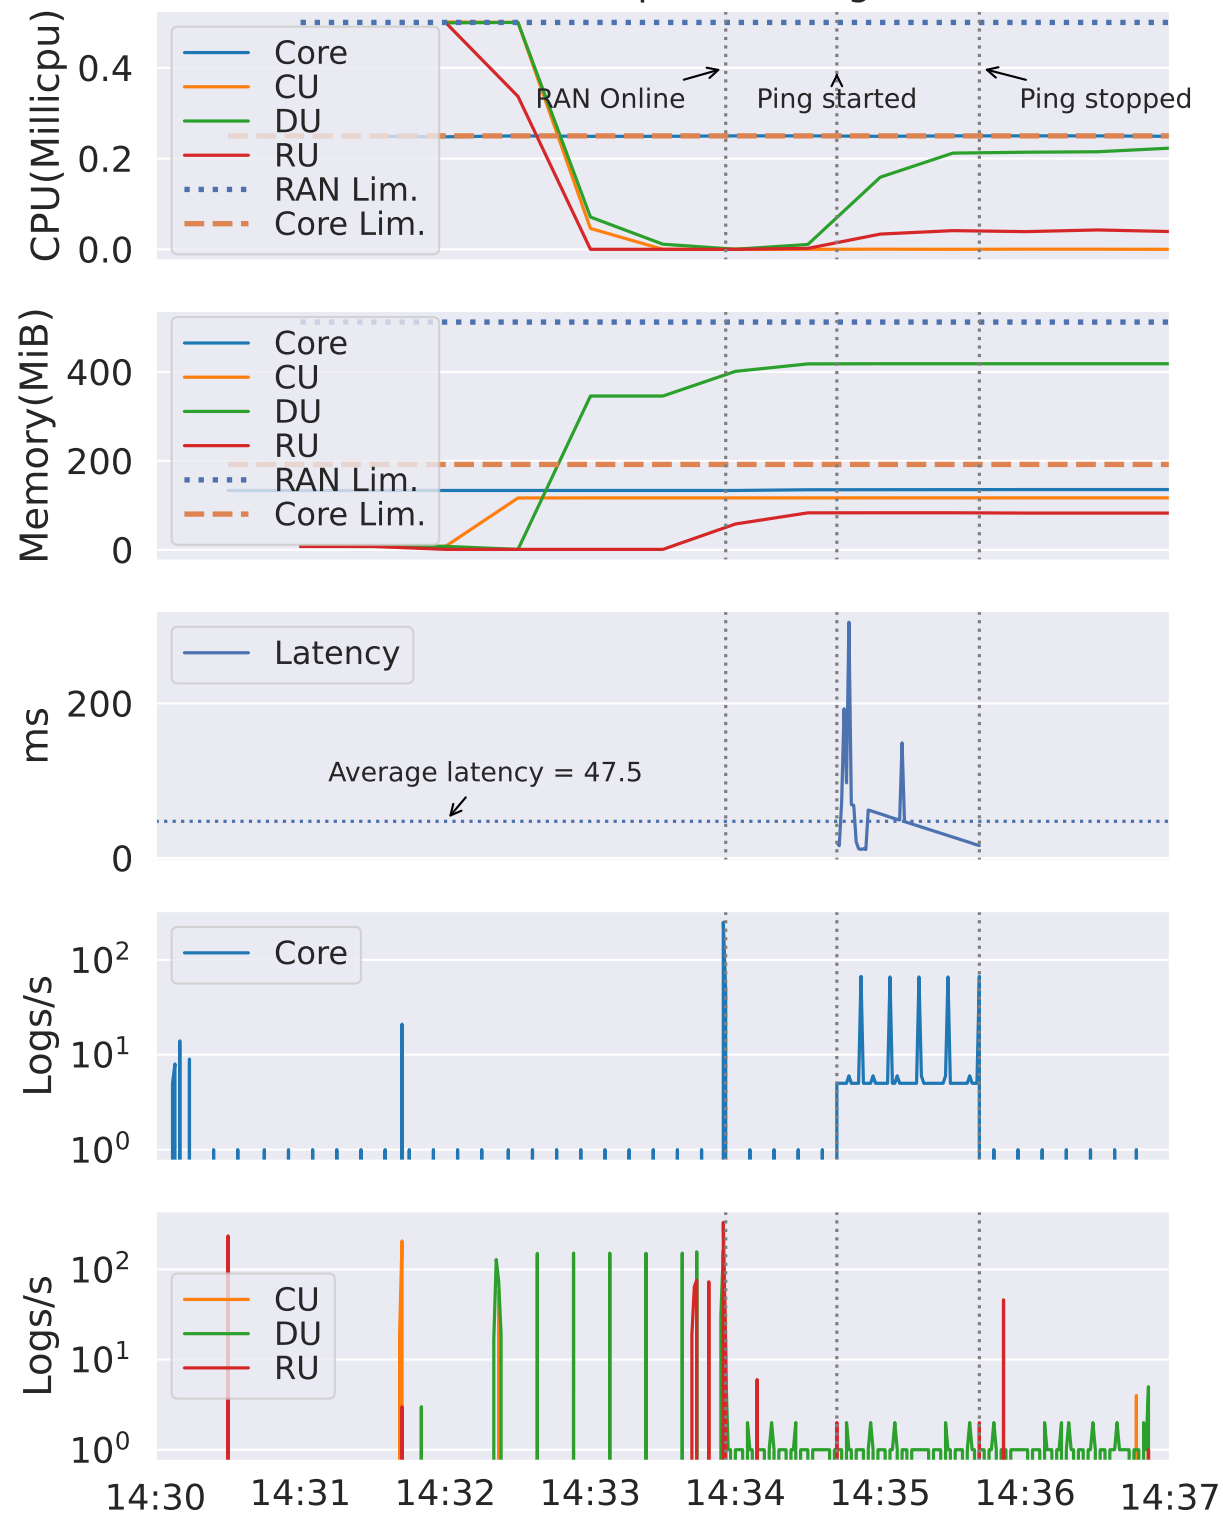 CPU(Millicpu)
0.4
0.2
0.0
Core
CU
DU
RU
RAN Lim.
Core Lim.
RAN Online
Ping started
Ping stopped
Memory(MiB)
400
200
0
Core
CU
DU
RU
RAN Lim.
Core Lim.
ms
200
0
Latency
Average latency = 47.5
Logs/s
10²
10¹
10⁰
Core
Logs/s
10²
10¹
10⁰
CU
DU
RU
14:30 14:31 14:32 14:33 14:34 14:35 14:36 14:37